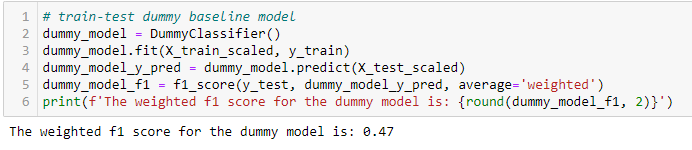 1 # train-test dummy baseline model
2 dummy_model = DummyClassifier()
3 dummy_model.fit(X_train_scaled, y_train)
4 dummy_model_y_pred = dummy_model.predict(X_test_scaled)
5 dummy_model_f1 = f1_score(y_test, dummy_model_y_pred, average='weighted')
6 print(f'The weighted f1 score for the dummy model is: {round(dummy_model_f1, 2)}')
The weighted f1 score for the dummy model is: 0.47